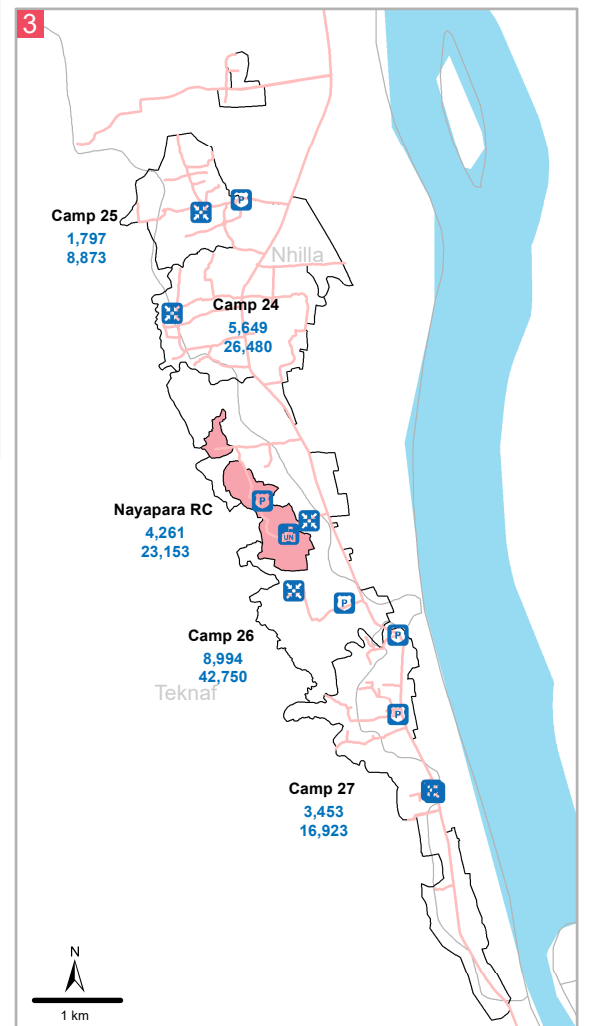 3
P
Camp 25
1,797
8,873
Nhilla
Camp 24
5,649
26,480
P
Nayapara RC
4,261
23,153
UN
P
Camp 26
8,994
42,750
P
Teknaf
P
Camp 27
3,453
16,923
N
1 km